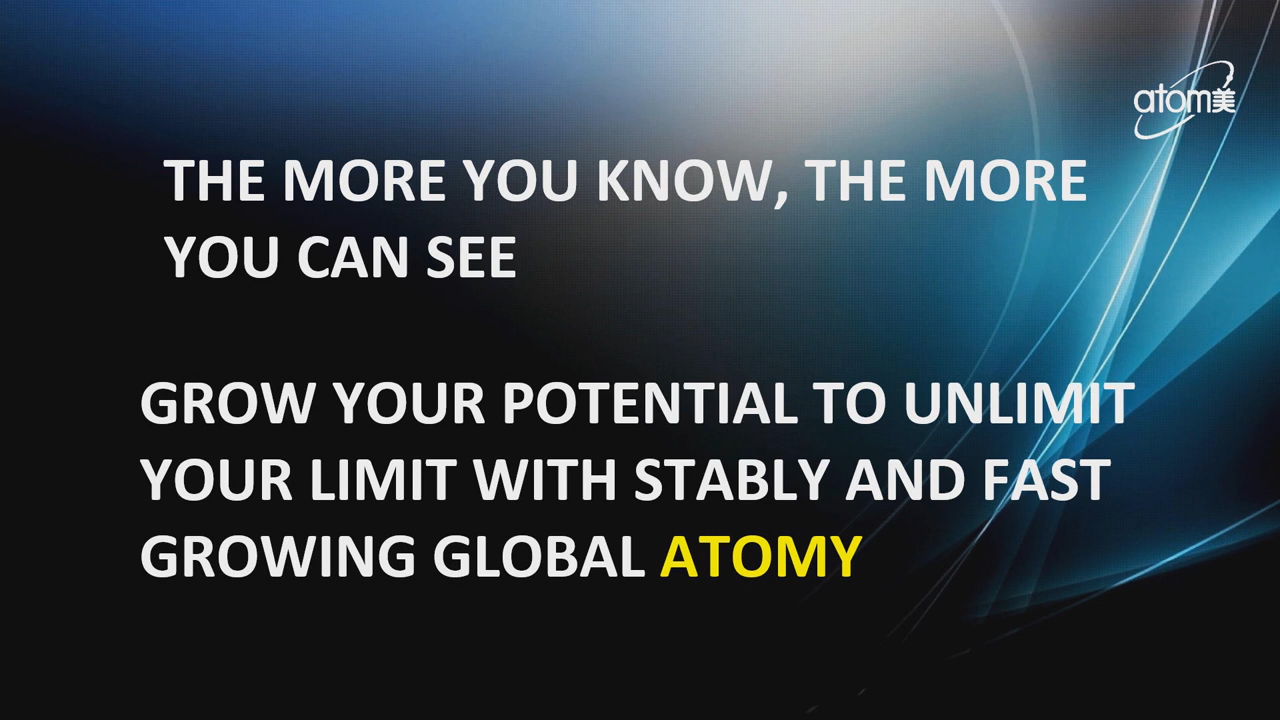 atom美
THE MORE YOU KNOW, THE MORE
YOU CAN SEE
GROW YOUR POTENTIAL TO UNLIMIT
YOUR LIMIT WITH STABLY AND FAST
GROWING GLOBAL ATOMY